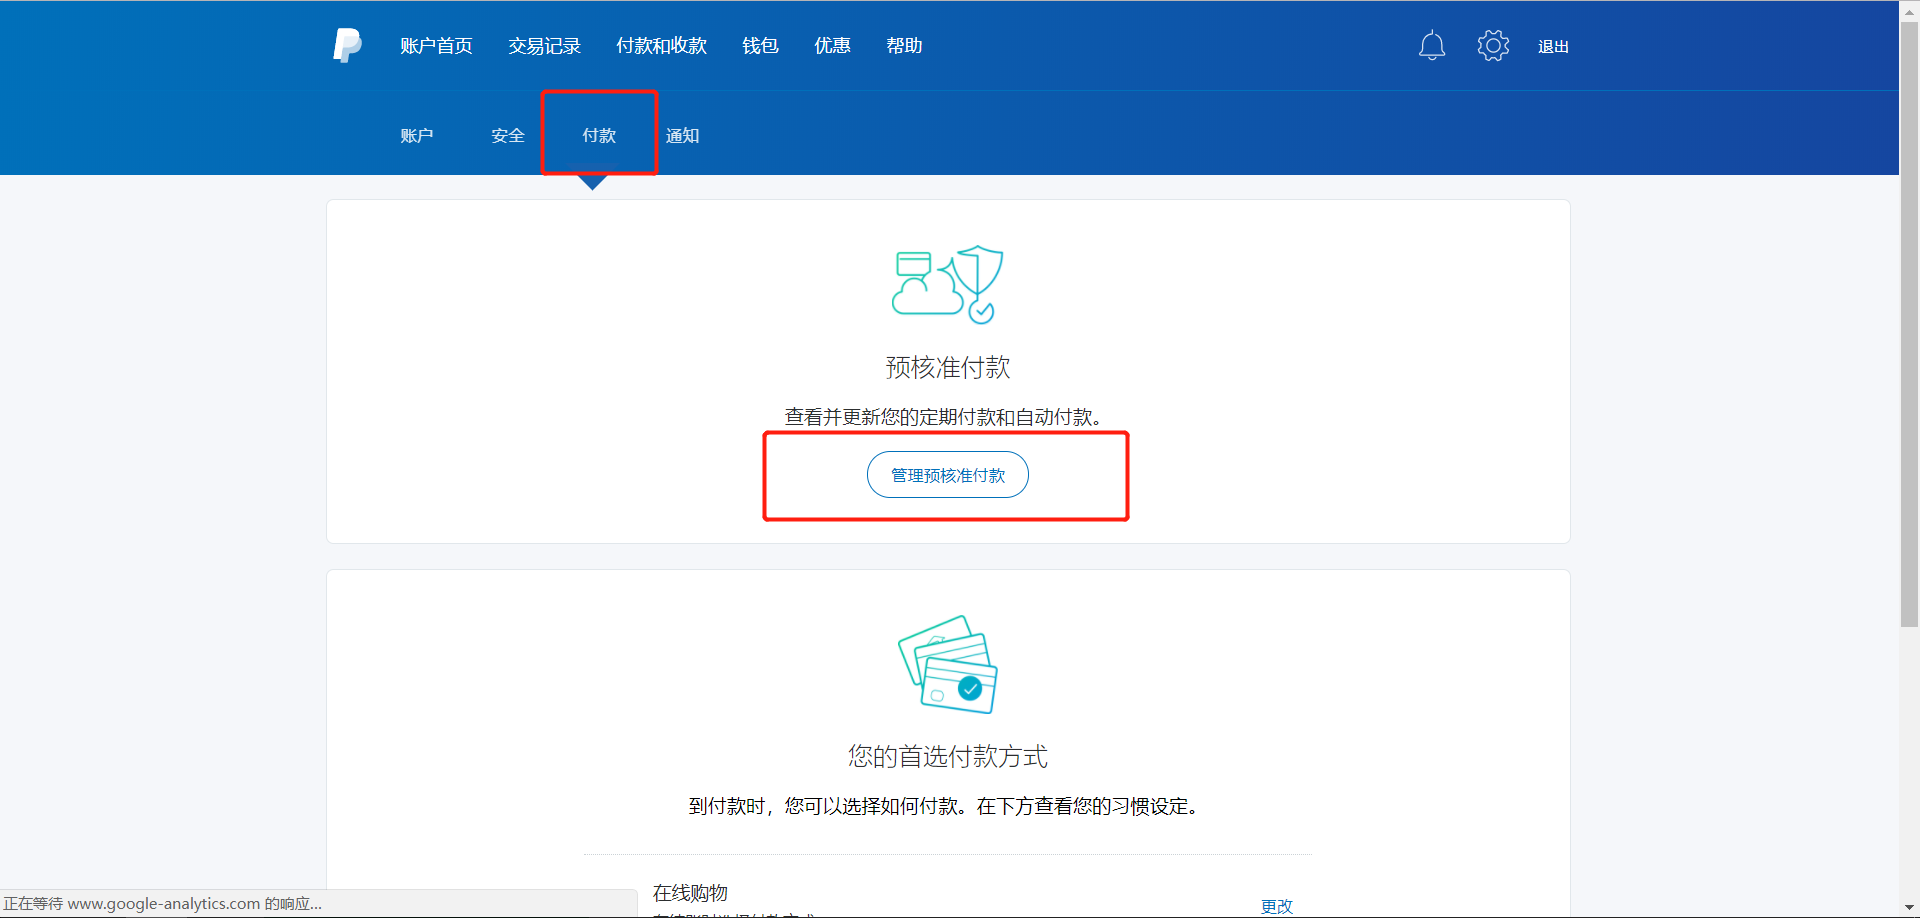 账户首页 交易记录 付款和收款 钱包 优惠 帮助 退出
账户 安全 付款 通知
预核准付款
查看并更新您的定期付款和自动付款。
管理预核准付款
您的首选付款方式
到付款时，您可以选择如何付款。在下方查看您的习惯设定。
在线购物
更改
正在等待 www.google-analytics.com 的响应...